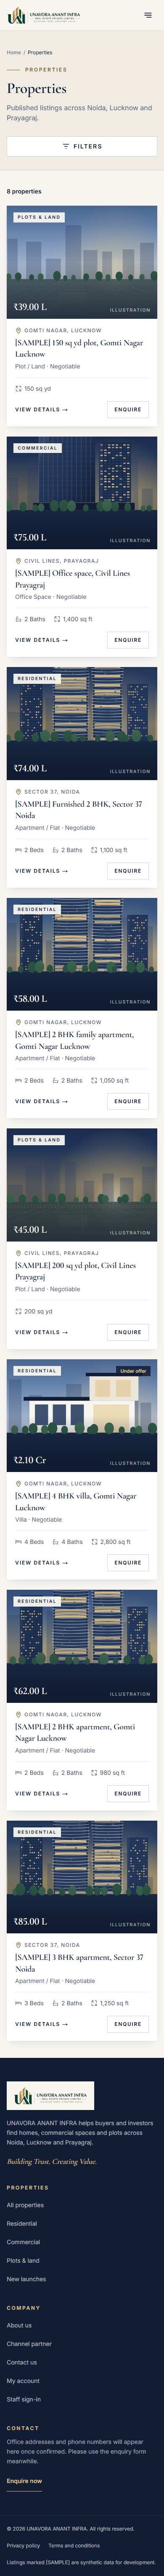 UNAVORA ANANT INFRA
Home / Properties
PROPERTIES
Properties
Published listings across Noida, Lucknow and
Prayagraj.
FILTERS
8 properties
PLOTS & LAND
₹39.00 L
ILLUSTRATION
GOMTI NAGAR, LUCKNOW
[SAMPLE] 150 sq yd plot, Gomti Nagar
Lucknow
Plot / Land · Negotiable
150 sq yd
VIEW DETAILS →
ENQUIRE
COMMERCIAL
₹75.00 L
ILLUSTRATION
CIVIL LINES, PRAYAGRAJ
[SAMPLE] Office space, Civil Lines
Prayagraj
Office Space · Negotiable
2 Baths 1,400 sq ft
VIEW DETAILS →
ENQUIRE
RESIDENTIAL
₹74.00 L
ILLUSTRATION
SECTOR 37, NOIDA
[SAMPLE] Furnished 2 BHK, Sector 37
Noida
Apartment / Flat · Negotiable
2 Beds 2 Baths 1,100 sq ft
VIEW DETAILS →
ENQUIRE
RESIDENTIAL
₹58.00 L
ILLUSTRATION
GOMTI NAGAR, LUCKNOW
[SAMPLE] 2 BHK family apartment,
Gomti Nagar Lucknow
Apartment / Flat · Negotiable
2 Beds 2 Baths 1,050 sq ft
VIEW DETAILS →
ENQUIRE
PLOTS & LAND
₹45.00 L
ILLUSTRATION
CIVIL LINES, PRAYAGRAJ
[SAMPLE] 200 sq yd plot, Civil Lines
Prayagraj
Plot / Land · Negotiable
200 sq yd
VIEW DETAILS →
ENQUIRE
RESIDENTIAL
Under offer
₹2.10 Cr
ILLUSTRATION
GOMTI NAGAR, LUCKNOW
[SAMPLE] 4 BHK villa, Gomti Nagar
Lucknow
Villa · Negotiable
4 Beds 4 Baths 2,800 sq ft
VIEW DETAILS →
ENQUIRE
RESIDENTIAL
₹62.00 L
ILLUSTRATION
GOMTI NAGAR, LUCKNOW
[SAMPLE] 2 BHK apartment, Gomti
Nagar Lucknow
Apartment / Flat · Negotiable
2 Beds 2 Baths 980 sq ft
VIEW DETAILS →
ENQUIRE
RESIDENTIAL
₹85.00 L
ILLUSTRATION
SECTOR 37, NOIDA
[SAMPLE] 3 BHK apartment, Sector 37
Noida
Apartment / Flat · Negotiable
3 Beds 2 Baths 1,250 sq ft
VIEW DETAILS →
ENQUIRE
UNAVORA ANANT INFRA
UNAVORA ANANT INFRA helps buyers and investors
find homes, commercial spaces and plots across
Noida, Lucknow and Prayagraj.
Building Trust. Creating Value.
PROPERTIES
All properties
Residential
Commercial
Plots & land
New launches
COMPANY
About us
Channel partner
Contact us
My account
Staff sign-in
CONTACT
Office addresses and phone numbers will appear
here once confirmed. Please use the enquiry form
meanwhile.
Enquire now
© 2026 UNAVORA ANANT INFRA. All rights reserved.
Privacy policy Terms and conditions
Listings marked [SAMPLE] are synthetic data for development.